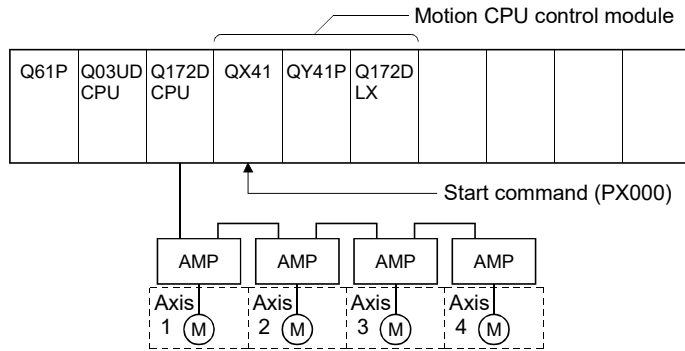 Motion CPU control module
Q61P
Q03UD
CPU
Q172D
CPU
QX41
QY41P
Q172D
LX
Start command (PX000)
AMP
AMP
AMP
AMP
Axis
1 M
Axis
2 M
Axis
3 M
Axis
4 M